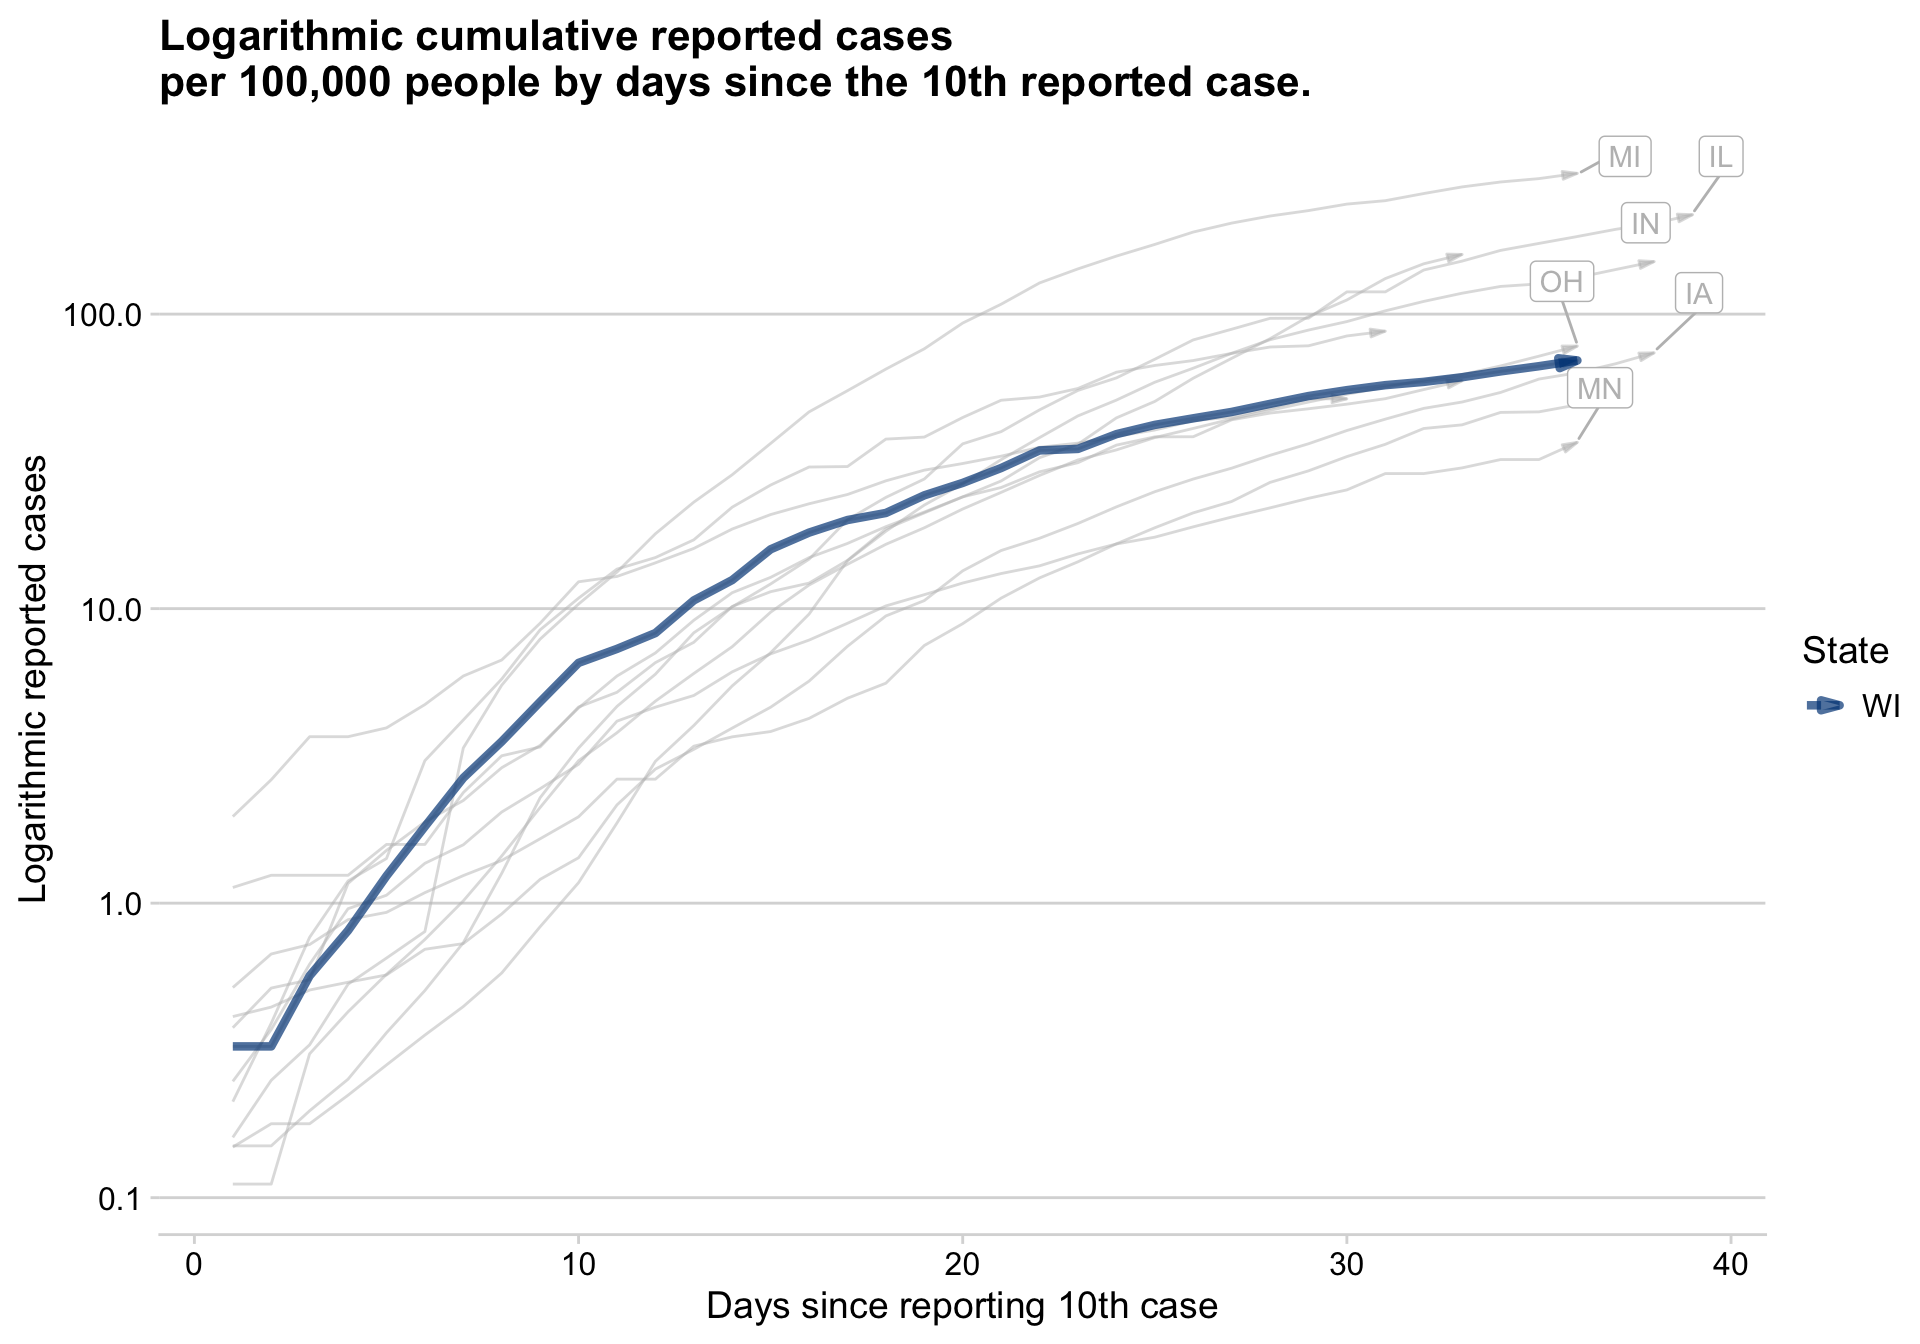 Logarithmic cumulative reported cases
per 100,000 people by days since the 10th reported case.
MI
IL
IN
OH
IA
MN
100.0
10.0
1.0
0.1
Logarithmic reported cases
0
10
20
30
40
Days since reporting 10th case
State
WI